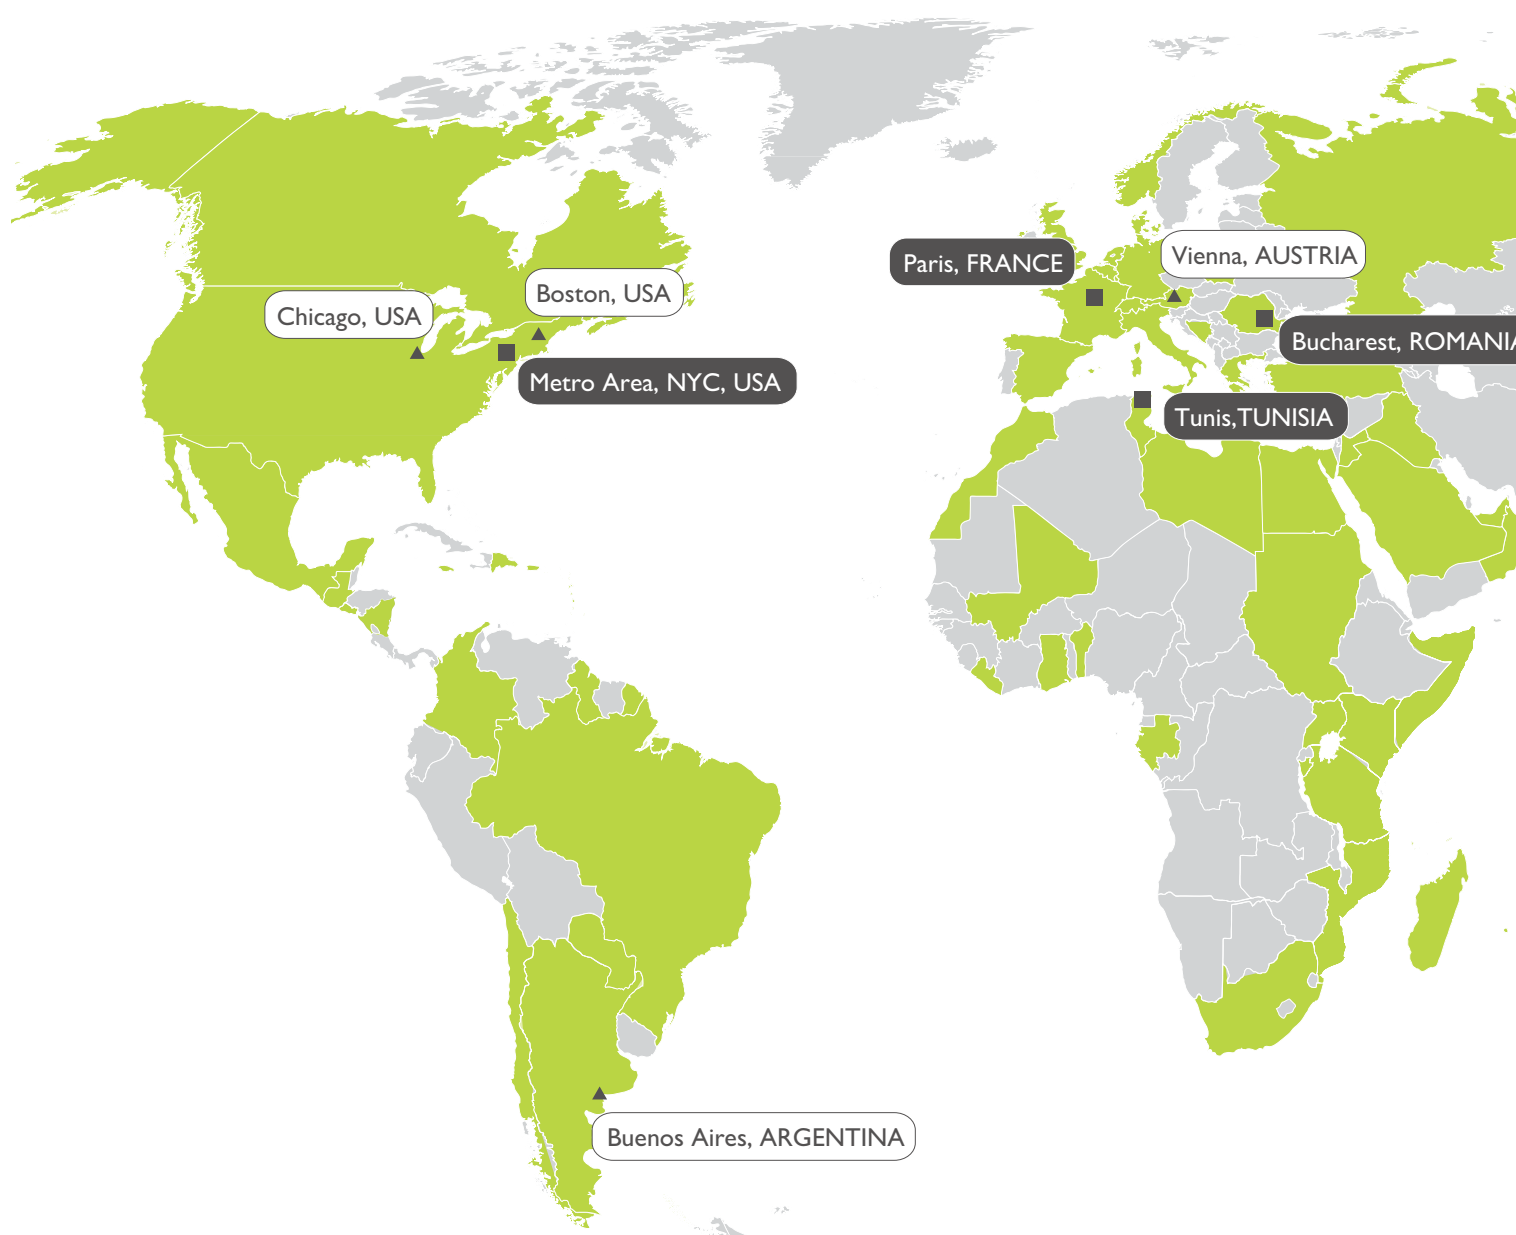 Paris, FRANCE
Vienna, AUSTRIA
Boston, USA
Chicago, USA
Bucharest, ROMANIA
Metro Area, NYC, USA
Tunis,TUNISIA
Buenos Aires, ARGENTINA